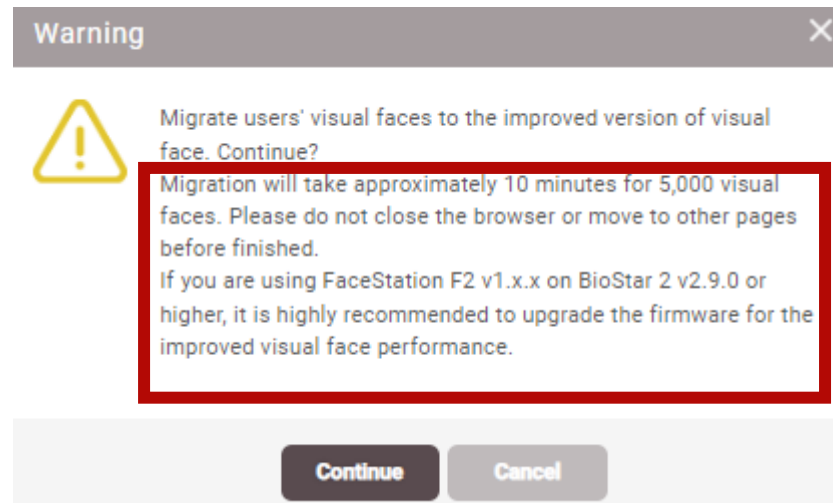 Warning
Migrate users' visual faces to the improved version of visual
face. Continue?
Migration will take approximately 10 minutes for 5,000 visual
faces. Please do not close the browser or move to other pages
before finished.
If you are using FaceStation F2 v1.x.x on BioStar 2 v2.9.0 or
higher, it is highly recommended to upgrade the firmware for the
improved visual face performance.
Continue
Cancel